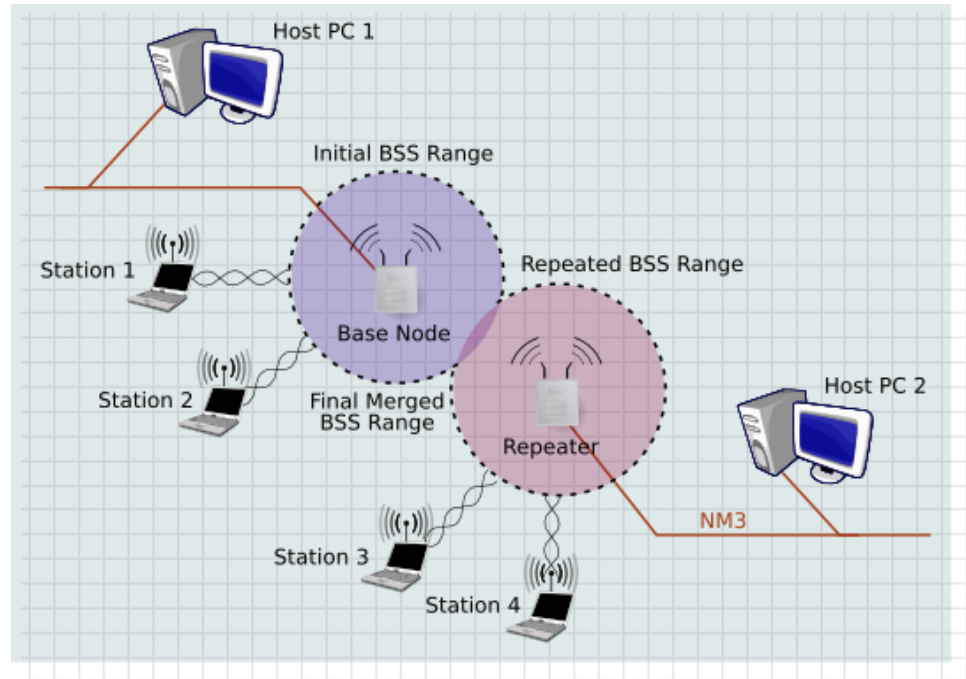 Host PC 1
Initial BSS Range
Station 1
Repeated BSS Range
Base Node
Station 2
Final Merged
BSS Range
Host PC 2
Repeater
NM3
Station 3
Station 4